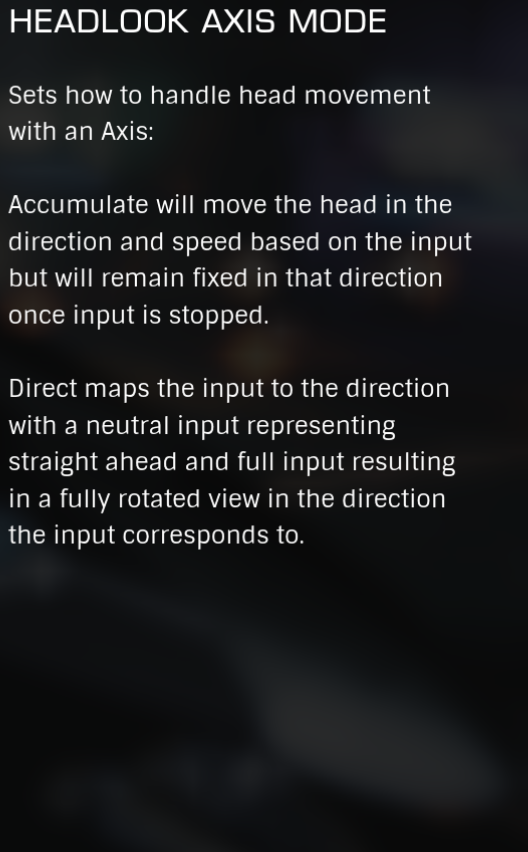 HEADLOOK AXIS MODE
Sets how to handle head movement
with an Axis:
Accumulate will move the head in the
direction and speed based on the input
but will remain fixed in that direction
once input is stopped.
Direct maps the input to the direction
with a neutral input representing
straight ahead and full input resulting
in a fully rotated view in the direction
the input corresponds to.